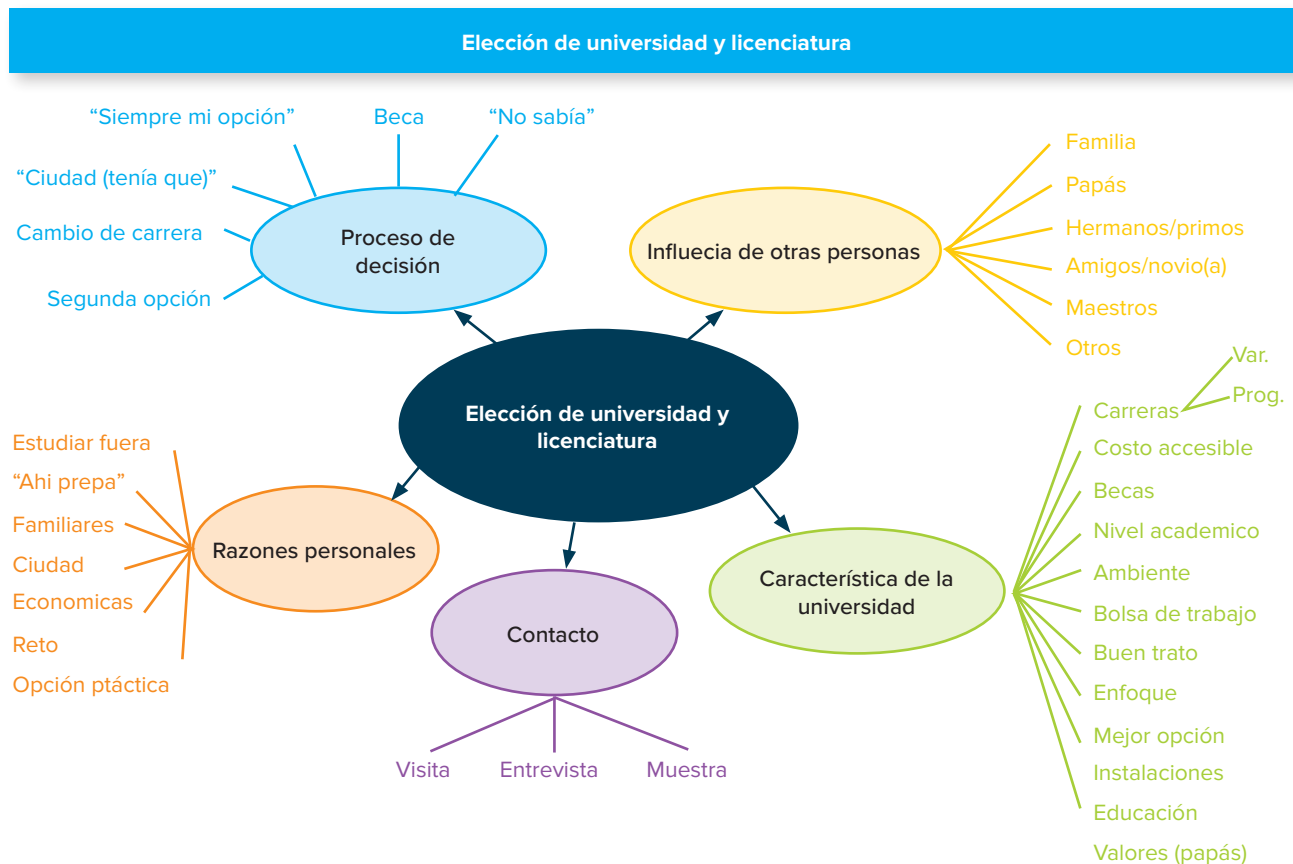 Elección de universidad y licenciatura
“Siempre mi opción”
Beca
“No sabía”
“Ciudad (tenía que)”
Cambio de carrera
Segunda opción
Proceso de
decisión
Influecia de otras personas
Familia
Papás
Hermanos/primos
Amigos/novio(a)
Maestros
Otros
Elección de universidad y
licenciatura
Var.
Prog.
Carreras
Costo accesible
Becas
Nivel academico
Ambiente
Bolsa de trabajo
Buen trato
Enfoque
Mejor opción
Instalaciones
Educación
Valores (papás)
Característica de la
universidad
Estudiar fuera
“Ahi prepa”
Familiares
Ciudad
Economicas
Reto
Opción ptáctica
Razones personales
Contacto
Visita
Entrevista
Muestra